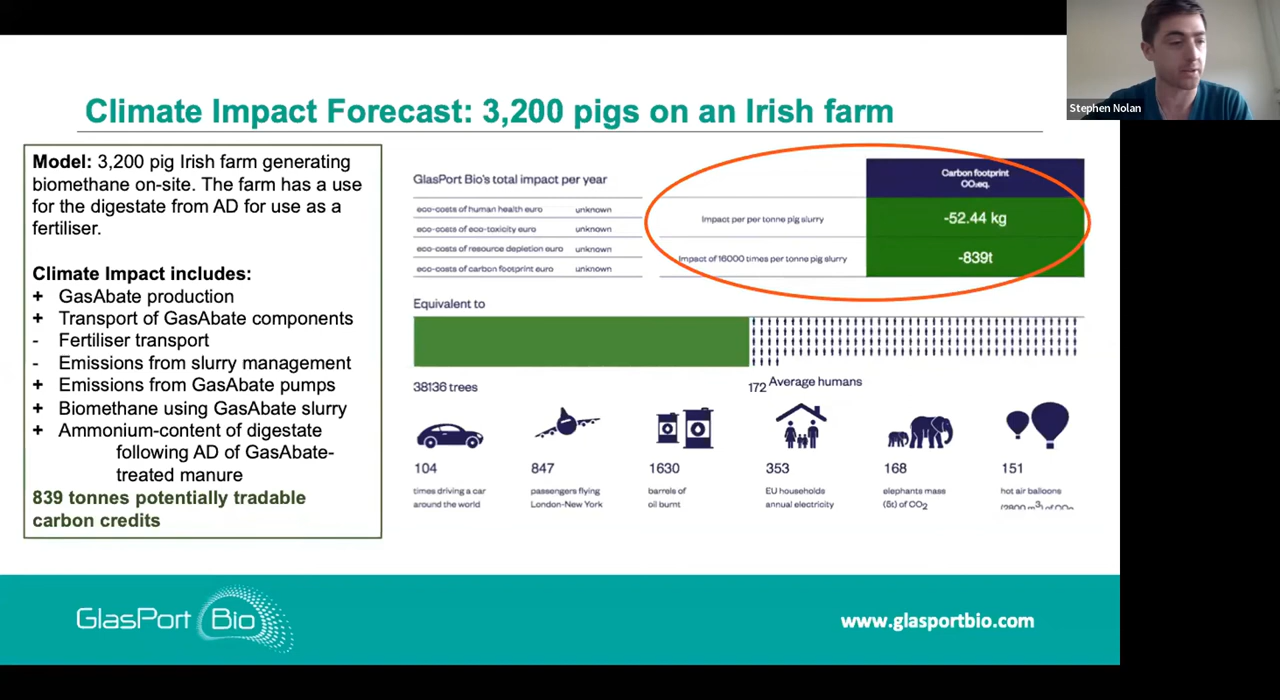 Stephen Nolan
Climate Impact Forecast: 3,200 pigs on an Irish farm
Model: 3,200 pig Irish farm generating
biomethane on-site. The farm has a use
for the digestate from AD for use as a
fertiliser.
Climate Impact includes:
+ GasAbate production
+ Transport of GasAbate components
- Fertiliser transport
- Emissions from slurry management
+ Emissions from GasAbate pumps
+ Biomethane using GasAbate slurry
+ Ammonium-content of digestate
following AD of GasAbate-
treated manure
839 tonnes potentially tradable
carbon credits
GlasPort Bio's total impact per year
eco-costs of human health euro unknown
eco-costs of eco-toxicity euro unknown
eco-costs of resource depletion euro unknown
eco-costs of carbon footprint euro unknown
Carbon footprint
CO₂eq.
Impact per per tonne pig slurry -52.44 kg
Impact of 16000 times per tonne pig slurry -839t
Equivalent to
38136 trees
172 Average humans
104
times driving a car
around the world
847
passengers flying
London-New York
1630
barrels of
oil burnt
353
EU households
annual electricity
168
elephants mass
(6t) of CO2
151
hot air balloons
(2800 m3) of CO2
GlasPort Bio
www.glasportbio.com